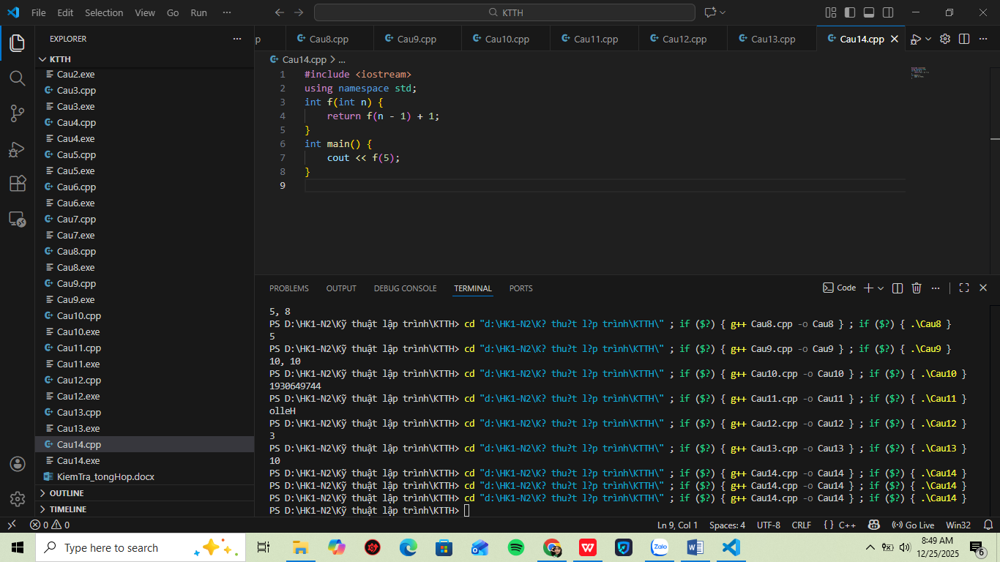 File Edit Selection View Go Run ··· KTTH
EXPLORER ···
KTTH
Cau2.exe
Cau3.cpp
Cau3.exe
Cau4.cpp
Cau4.exe
Cau5.cpp
Cau5.exe
Cau6.cpp
Cau6.exe
Cau7.cpp
Cau7.exe
Cau8.cpp
Cau8.exe
Cau9.cpp
Cau9.exe
Cau10.cpp
Cau10.exe
Cau11.cpp
Cau11.exe
Cau12.cpp
Cau12.exe
Cau13.cpp
Cau13.exe
Cau14.cpp
Cau14.exe
KiemTra_tongHop.docx
OUTLINE
TIMELINE
p Cau8.cpp Cau9.cpp Cau10.cpp Cau11.cpp Cau12.cpp Cau13.cpp Cau14.cpp
Cau14.cpp > ...
1 #include <iostream>
2 using namespace std;
3 int f(int n) {
4     return f(n - 1) + 1;
5 }
6 int main() {
7     cout << f(5);
8 }
9
PROBLEMS OUTPUT DEBUG CONSOLE TERMINAL PORTS Code
5, 8
PS D:\HK1-N2\Kỹ thuật lập trình\KTTH> cd "d:\HK1-N2\K? thu?t l?p trình\KTTH\" ; if ($?) { g++ Cau8.cpp -o Cau8 } ; if ($?) { .\Cau8 }
5
PS D:\HK1-N2\Kỹ thuật lập trình\KTTH> cd "d:\HK1-N2\K? thu?t l?p trình\KTTH\" ; if ($?) { g++ Cau9.cpp -o Cau9 } ; if ($?) { .\Cau9 }
10, 10
PS D:\HK1-N2\Kỹ thuật lập trình\KTTH> cd "d:\HK1-N2\K? thu?t l?p trình\KTTH\" ; if ($?) { g++ Cau10.cpp -o Cau10 } ; if ($?) { .\Cau10 }
1930649744
PS D:\HK1-N2\Kỹ thuật lập trình\KTTH> cd "d:\HK1-N2\K? thu?t l?p trình\KTTH\" ; if ($?) { g++ Cau11.cpp -o Cau11 } ; if ($?) { .\Cau11 }
olleH
PS D:\HK1-N2\Kỹ thuật lập trình\KTTH> cd "d:\HK1-N2\K? thu?t l?p trình\KTTH\" ; if ($?) { g++ Cau12.cpp -o Cau12 } ; if ($?) { .\Cau12 }
3
PS D:\HK1-N2\Kỹ thuật lập trình\KTTH> cd "d:\HK1-N2\K? thu?t l?p trình\KTTH\" ; if ($?) { g++ Cau13.cpp -o Cau13 } ; if ($?) { .\Cau13 }
10
PS D:\HK1-N2\Kỹ thuật lập trình\KTTH> cd "d:\HK1-N2\K? thu?t l?p trình\KTTH\" ; if ($?) { g++ Cau14.cpp -o Cau14 } ; if ($?) { .\Cau14 }
PS D:\HK1-N2\Kỹ thuật lập trình\KTTH> cd "d:\HK1-N2\K? thu?t l?p trình\KTTH\" ; if ($?) { g++ Cau14.cpp -o Cau14 } ; if ($?) { .\Cau14 }
PS D:\HK1-N2\Kỹ thuật lập trình\KTTH> cd "d:\HK1-N2\K? thu?t l?p trình\KTTH\" ; if ($?) { g++ Cau14.cpp -o Cau14 } ; if ($?) { .\Cau14 }
PS D:\HK1-N2\Kỹ thuật lập trình\KTTH>
0 0 Ln 9, Col 1 Spaces: 4 UTF-8 CRLF { } C++ Go Live Win32
Type here to search Zalo 8:49 AM
12/25/2025 6